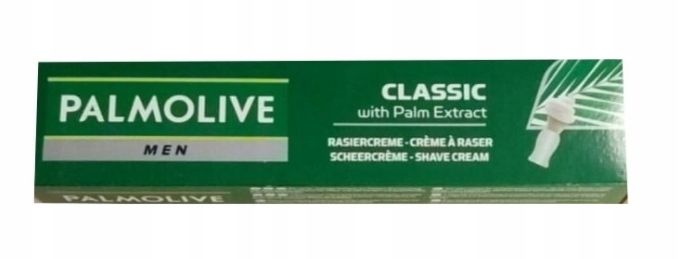 PALMOLIVE
MEN
CLASSIC
with Palm Extract
RASIERCREME - CRÈME À RASER
SCHEERCRÈME - SHAVE CREAM
PALMOLIVE